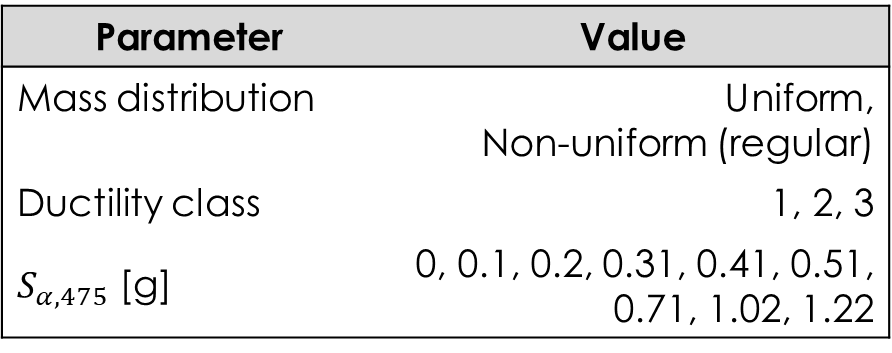 Parameter Value
Mass distribution Uniform,
Non-uniform (regular)
Ductility class 1, 2, 3
S𝛼,475 [g] 0, 0.1, 0.2, 0.31, 0.41, 0.51,
0.71, 1.02, 1.22